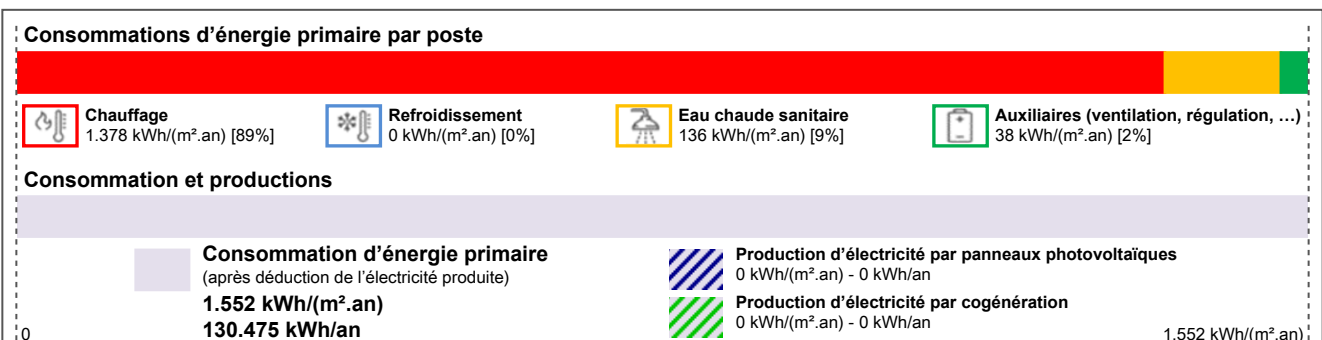 Consommations d’énergie primaire par poste
Chauffage
1.378 kWh/(m².an) [89%]
Refroidissement
0 kWh/(m².an) [0%]
Eau chaude sanitaire
136 kWh/(m².an) [9%]
Auxiliaires (ventilation, régulation, …)
38 kWh/(m².an) [2%]
Consommation et productions
Consommation d’énergie primaire
(après déduction de l’électricité produite)
1.552 kWh/(m².an)
130.475 kWh/an
Production d’électricité par panneaux photovoltaïques
0 kWh/(m².an) - 0 kWh/an
Production d’électricité par cogénération
0 kWh/(m².an) - 0 kWh/an
0
1.552 kWh/(m².an)